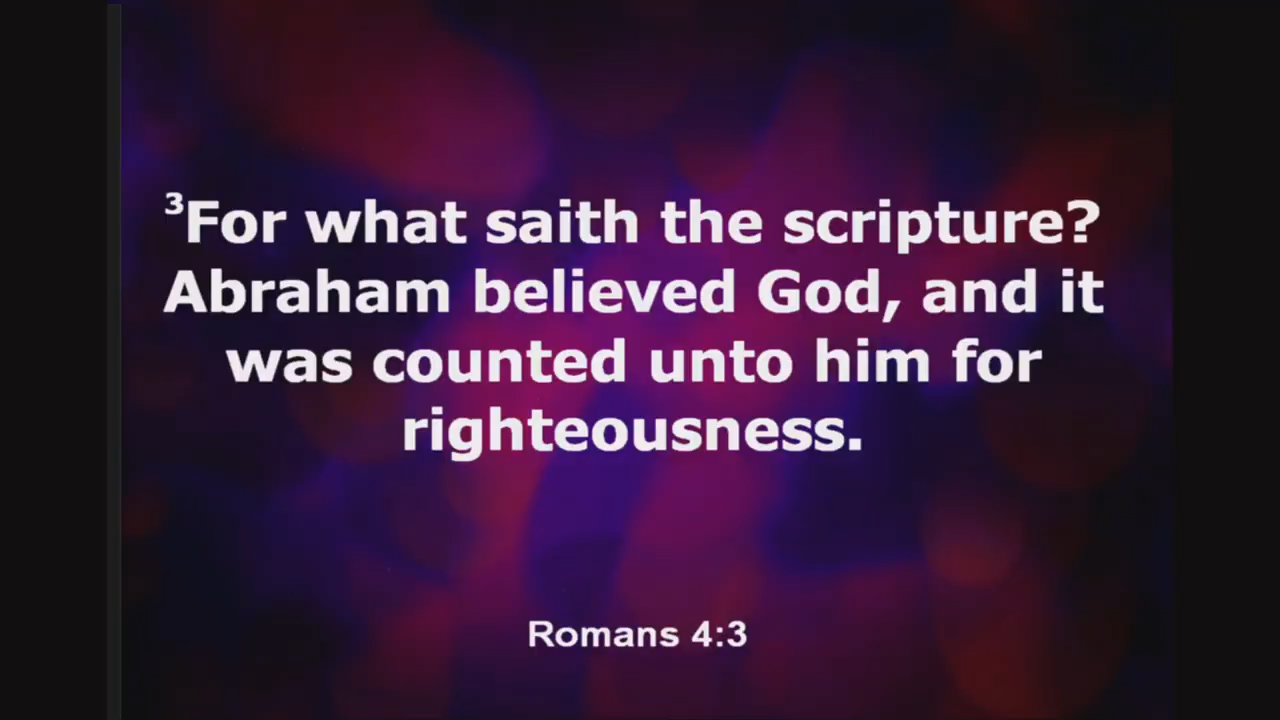 ³For what saith the scripture?
Abraham believed God, and it
was counted unto him for
righteousness.
Romans 4:3